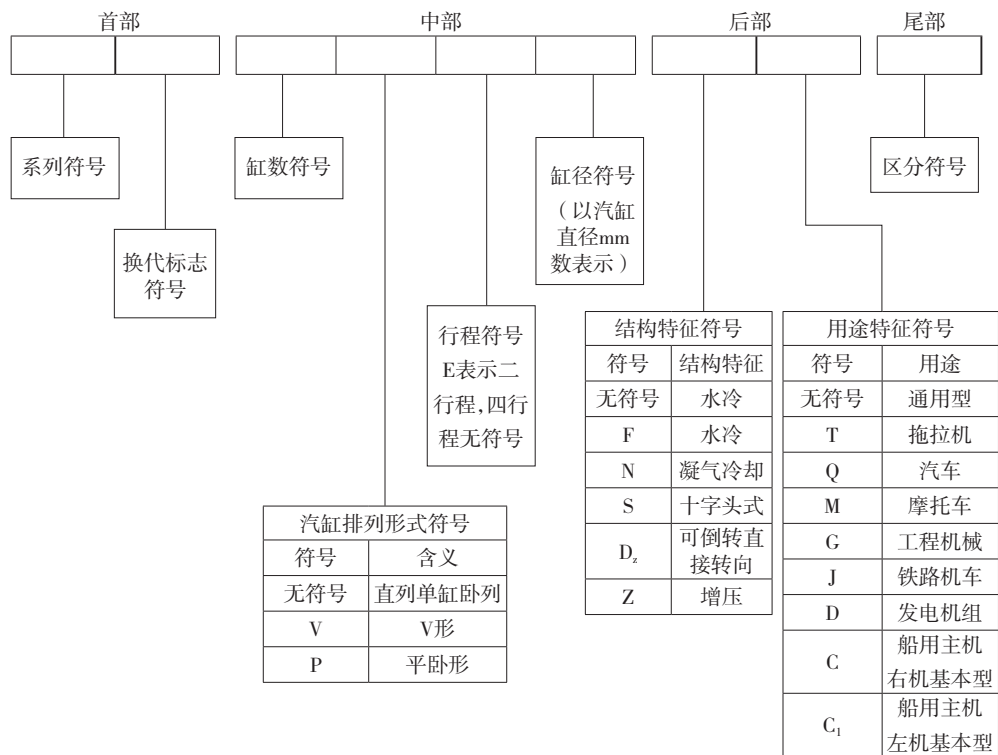 首部 中部 后部 尾部
系列符号
缸数符号
缸径符号
（以汽缸
直径mm
数表示）
区分符号
换代标志
符号
行程符号
E表示二
行程,四行
程无符号
结构特征符号
符号 结构特征
无符号 水冷
F 水冷
N 凝气冷却
S 十字头式
D_z 可倒转直
接转向
Z 增压
用途特征符号
符号 用途
无符号 通用型
T 拖拉机
Q 汽车
M 摩托车
G 工程机械
J 铁路机车
D 发电机组
C 船用主机
右机基本型
C₁ 船用主机
左机基本型
汽缸排列形式符号
符号 含义
无符号 直列单缸卧列
V V形
P 平卧形